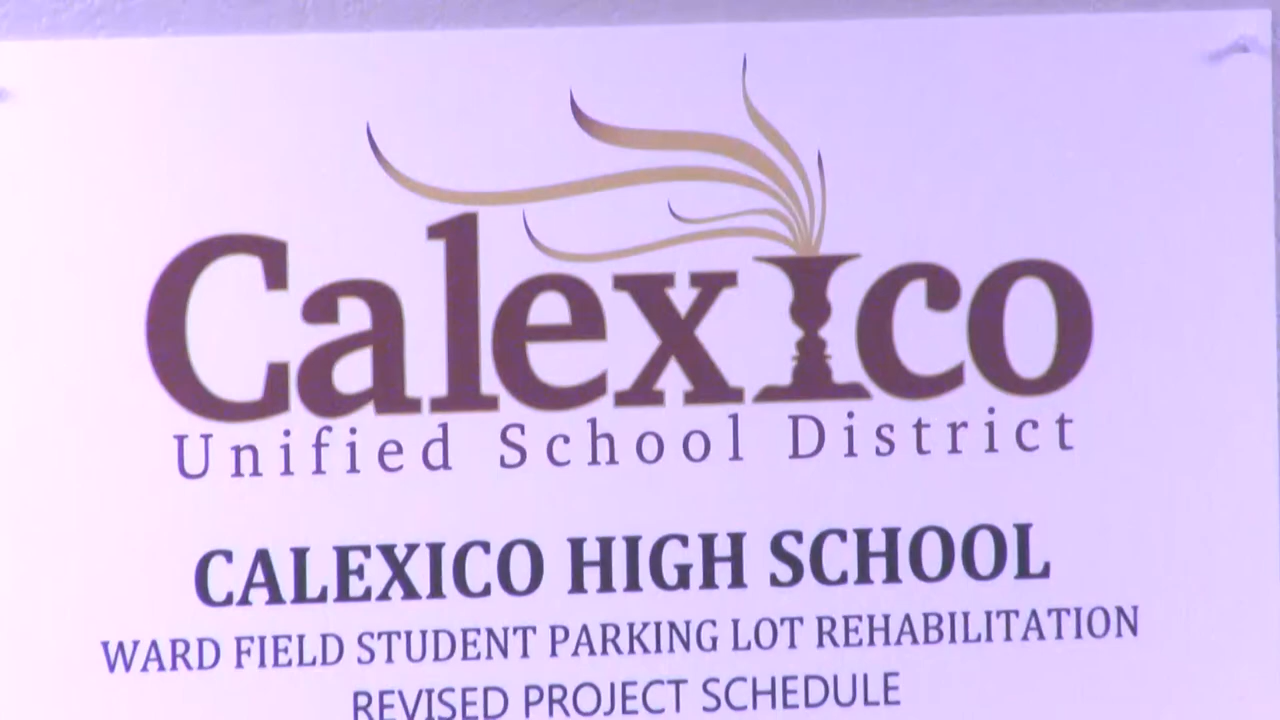 Calexico
Unified School District
CALEXICO HIGH SCHOOL
WARD FIELD STUDENT PARKING LOT REHABILITATION
REVISED PROJECT SCHEDULE